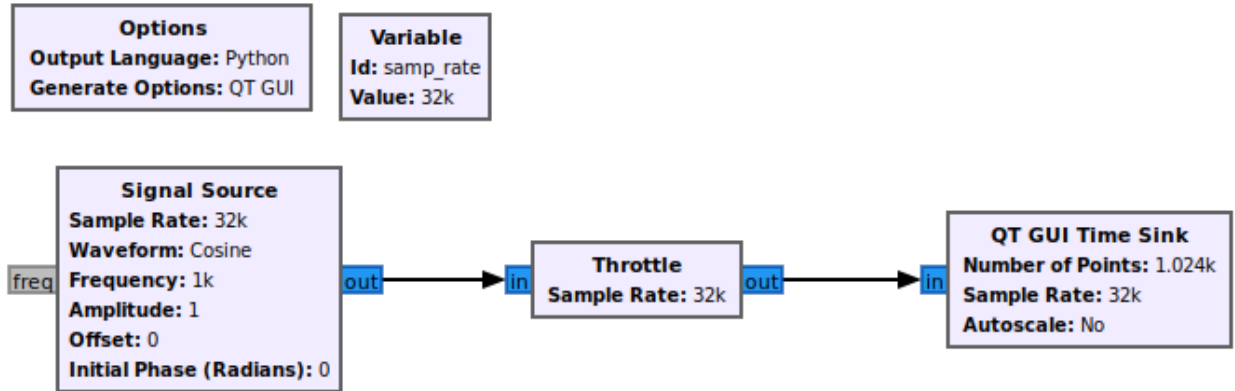 Options
Output Language: Python
Generate Options: QT GUI
Variable
Id: samp_rate
Value: 32k
Signal Source
Sample Rate: 32k
Waveform: Cosine
Frequency: 1k
Amplitude: 1
Offset: 0
Initial Phase (Radians): 0
freq
out
in
Throttle
Sample Rate: 32k
out
in
QT GUI Time Sink
Number of Points: 1.024k
Sample Rate: 32k
Autoscale: No